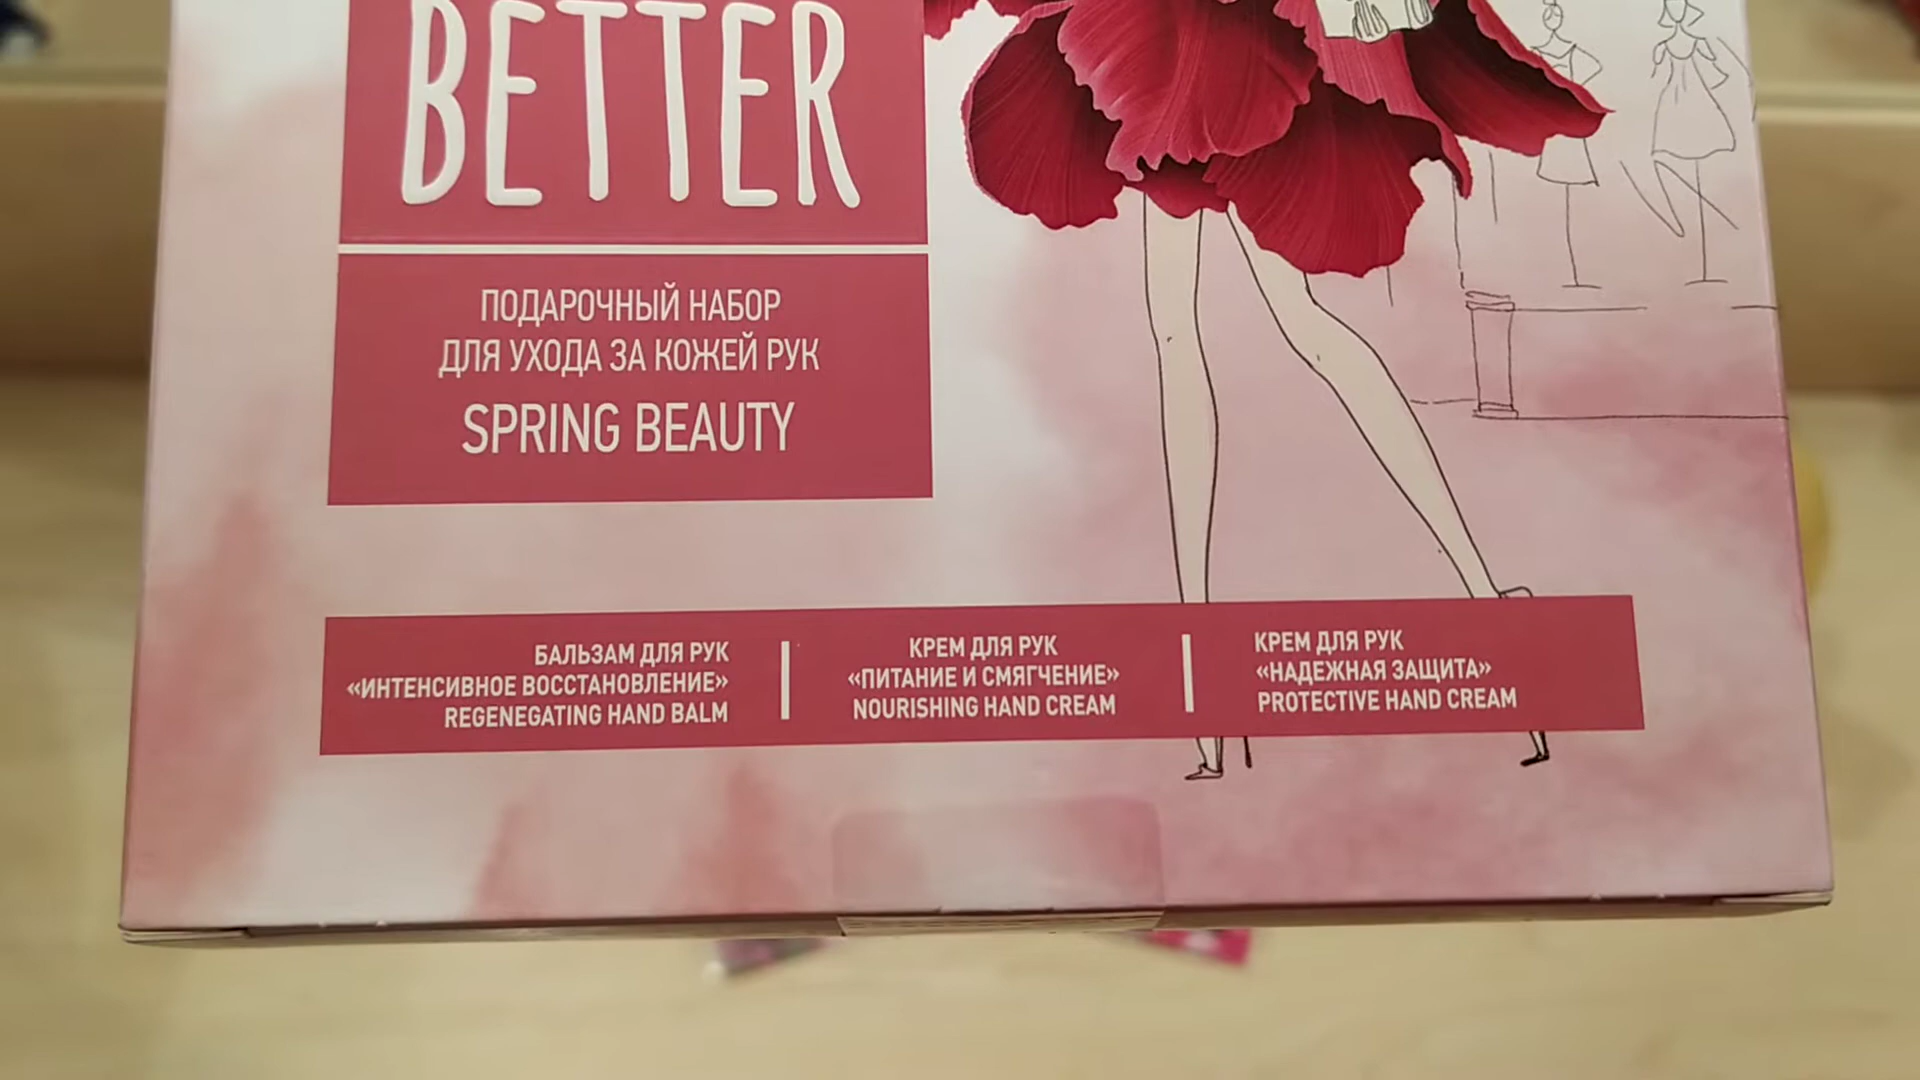 BETTER
ПОДАРОЧНЫЙ НАБОР
ДЛЯ УХОДА ЗА КОЖЕЙ РУК
SPRING BEAUTY
БАЛЬЗАМ ДЛЯ РУК
«ИНТЕНСИВНОЕ ВОССТАНОВЛЕНИЕ»
REGENEGATING HAND BALM
КРЕМ ДЛЯ РУК
«ПИТАНИЕ И СМЯГЧЕНИЕ»
NOURISHING HAND CREAM
КРЕМ ДЛЯ РУК
«НАДЕЖНАЯ ЗАЩИТА»
PROTECTIVE HAND CREAM